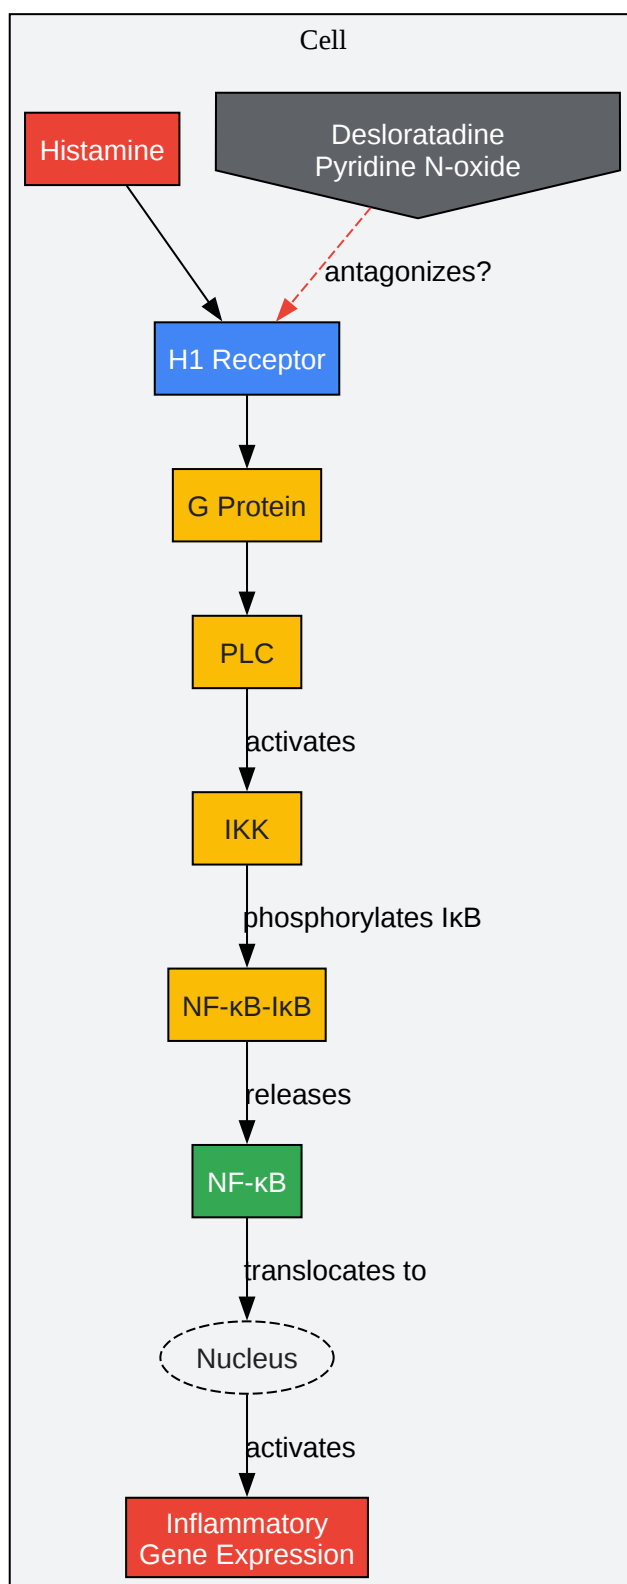 Cell
Histamine
Desloratadine
Pyridine N-oxide
antagonizes?
H1 Receptor
G Protein
PLC
activates
IKK
phosphorylates IκB
NF-κB-IκB
releases
NF-κB
translocates to
Nucleus
activates
Inflammatory
Gene Expression